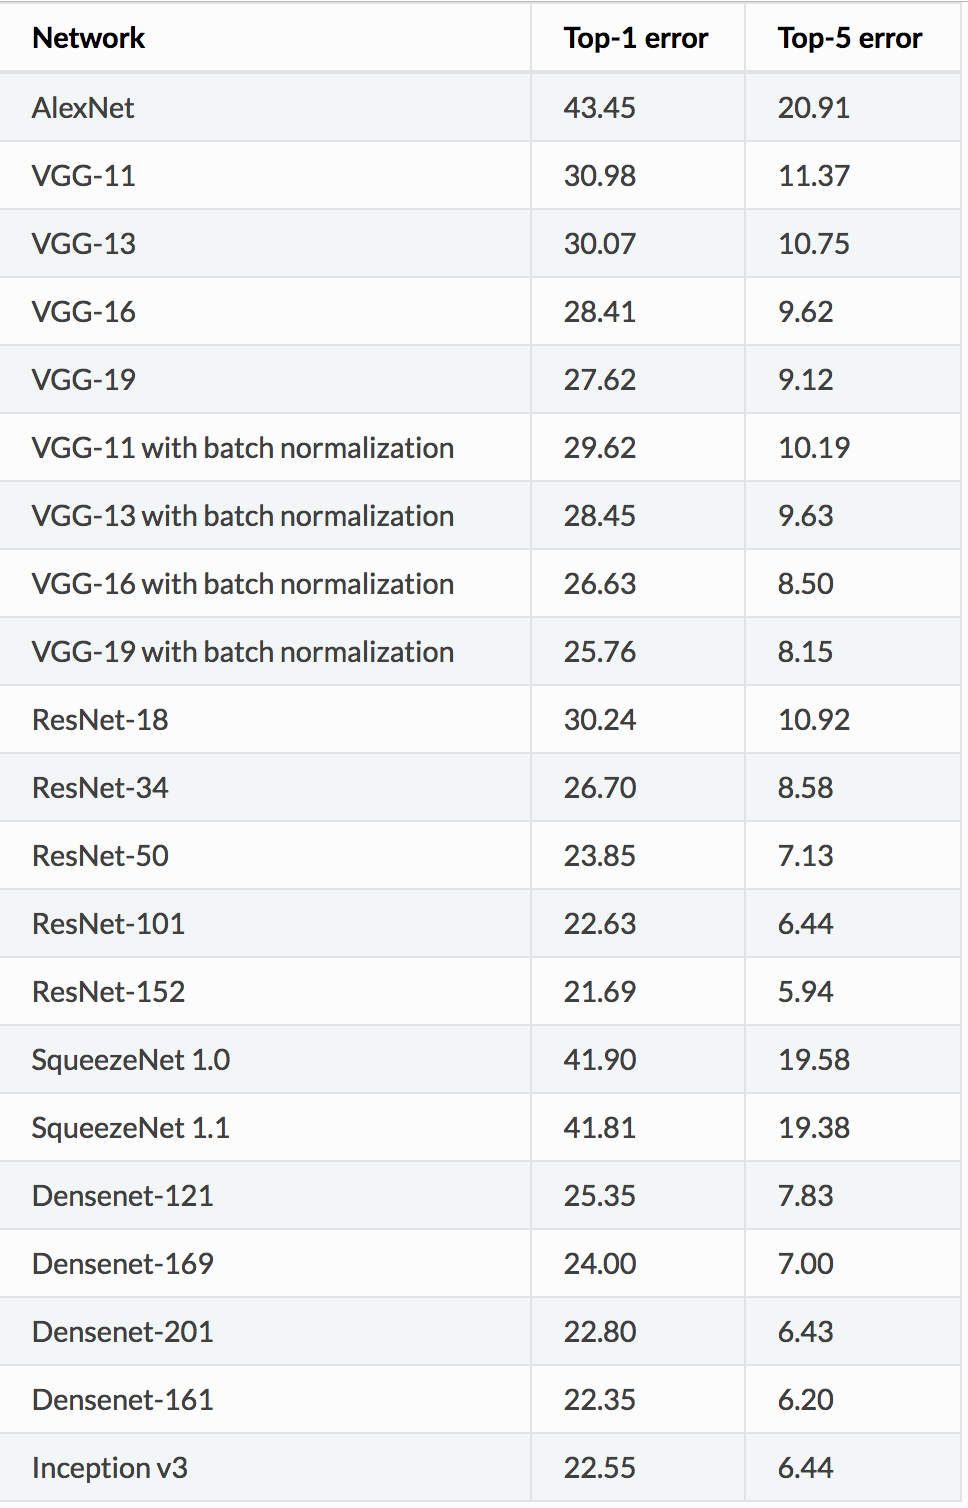 Network Top-1 error Top-5 error
AlexNet 43.45 20.91
VGG-11 30.98 11.37
VGG-13 30.07 10.75
VGG-16 28.41 9.62
VGG-19 27.62 9.12
VGG-11 with batch normalization 29.62 10.19
VGG-13 with batch normalization 28.45 9.63
VGG-16 with batch normalization 26.63 8.50
VGG-19 with batch normalization 25.76 8.15
ResNet-18 30.24 10.92
ResNet-34 26.70 8.58
ResNet-50 23.85 7.13
ResNet-101 22.63 6.44
ResNet-152 21.69 5.94
SqueezeNet 1.0 41.90 19.58
SqueezeNet 1.1 41.81 19.38
Densenet-121 25.35 7.83
Densenet-169 24.00 7.00
Densenet-201 22.80 6.43
Densenet-161 22.35 6.20
Inception v3 22.55 6.44